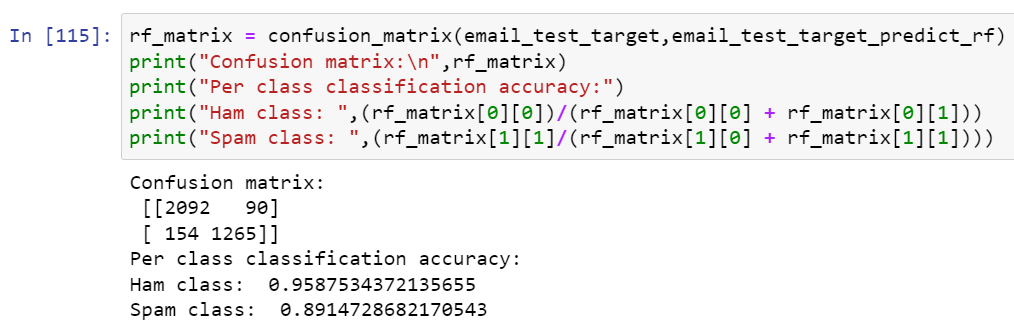 In [115]: rf_matrix = confusion_matrix(email_test_target,email_test_target_predict_rf)
print("Confusion matrix:\n",rf_matrix)
print("Per class classification accuracy:")
print("Ham class: ",(rf_matrix[0][0])/(rf_matrix[0][0] + rf_matrix[0][1]))
print("Spam class: ",(rf_matrix[1][1]/(rf_matrix[1][0] + rf_matrix[1][1])))
Confusion matrix:
[[2092   90]
[ 154 1265]]
Per class classification accuracy:
Ham class:  0.9587534372135655
Spam class:  0.8914728682170543